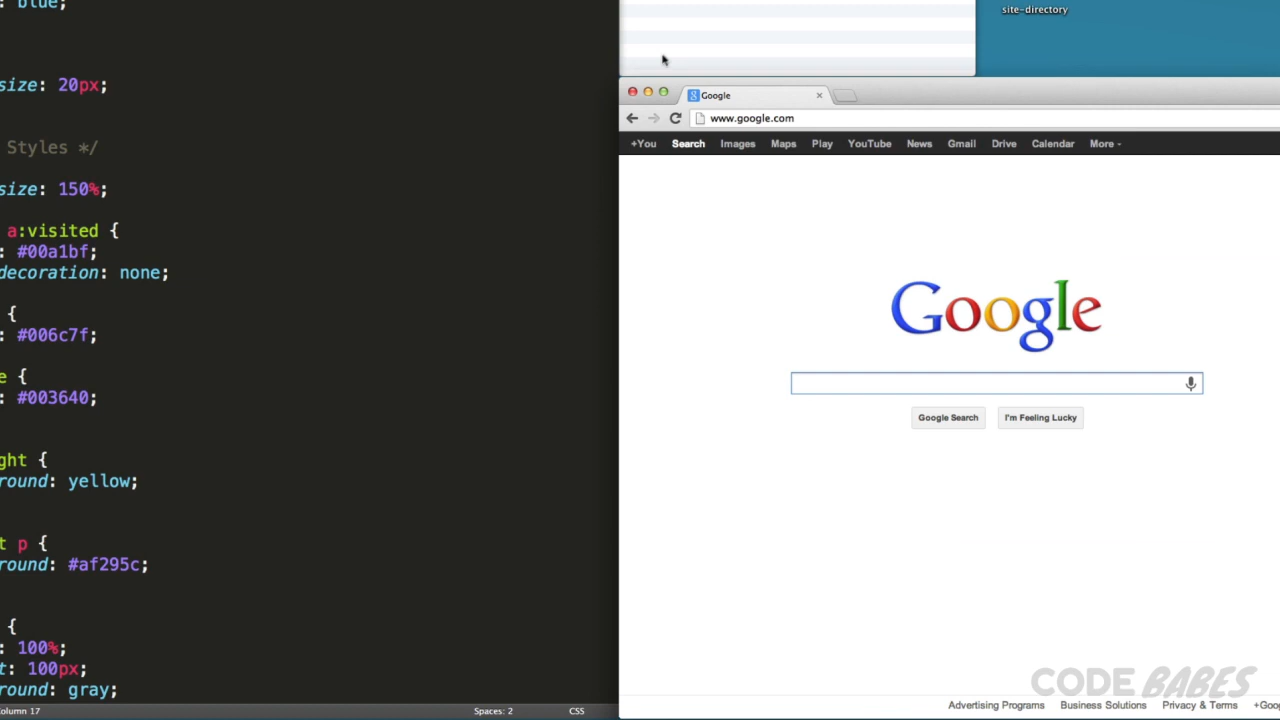 : blue;
size: 20px;
Styles */
size: 150%;
a:visited {
: #00a1bf;
decoration: none;
{
: #006c7f;
e {
: #003640;
ght {
round: yellow;
t p {
round: #af295c;
{
: 100%;
t: 100px;
round: gray;
olumn 17
Spaces: 2
CSS
site-directory
Google
www.google.com
+You Search Images Maps Play YouTube News Gmail Drive Calendar More
Google
Google Search
I'm Feeling Lucky
CODE BABES
Advertising Programs Business Solutions Privacy & Terms +Goo